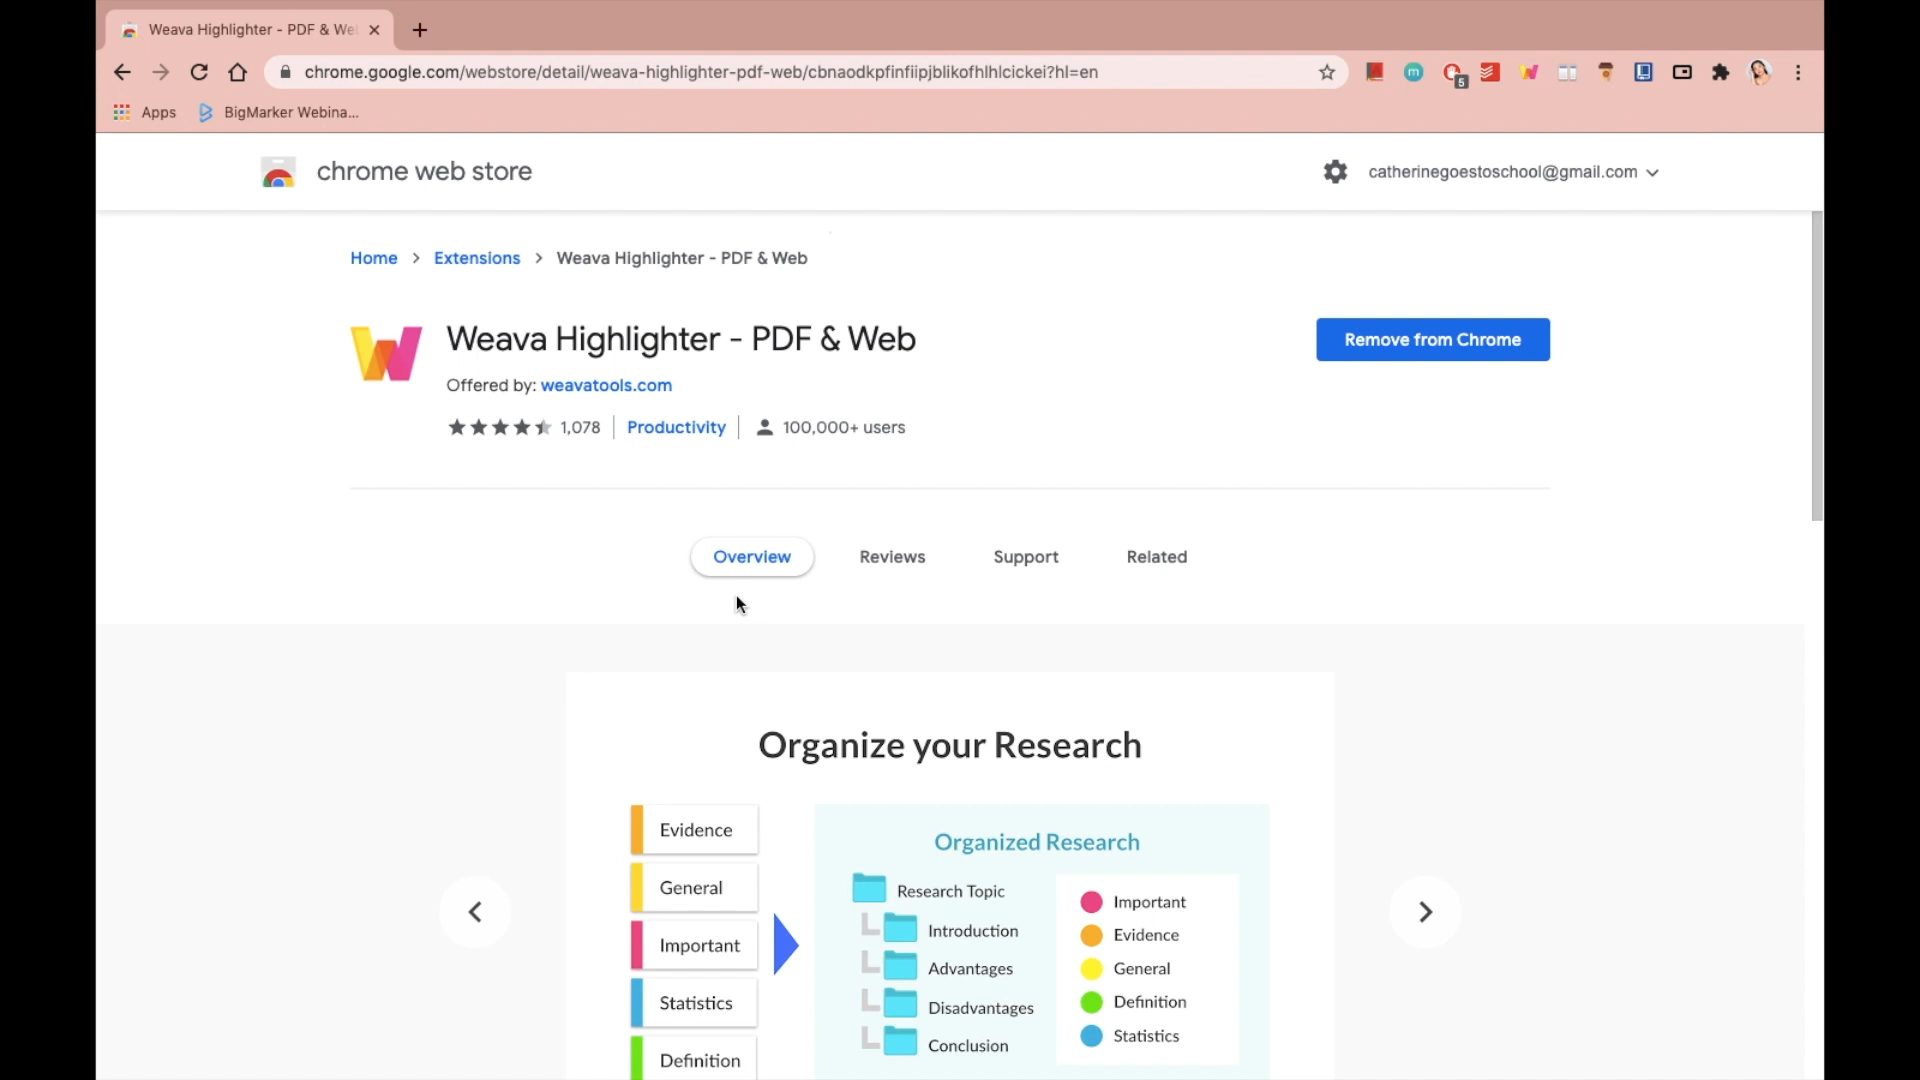 Weava Highlighter - PDF & We
chrome.google.com/webstore/detail/weava-highlighter-pdf-web/cbnaodkpfinfiipjblikofhlhlcickei?hl=en
m
5
Apps
BigMarker Webina...
chrome web store
catherinegoestoschool@gmail.com
Home > Extensions > Weava Highlighter - PDF & Web
Weava Highlighter - PDF & Web
Remove from Chrome
Offered by: weavatools.com
1,078
Productivity
100,000+ users
Overview
Reviews
Support
Related
Organize your Research
Evidence
General
Important
Statistics
Definition
Organized Research
Research Topic
Introduction
Advantages
Disadvantages
Conclusion
Important
Evidence
General
Definition
Statistics